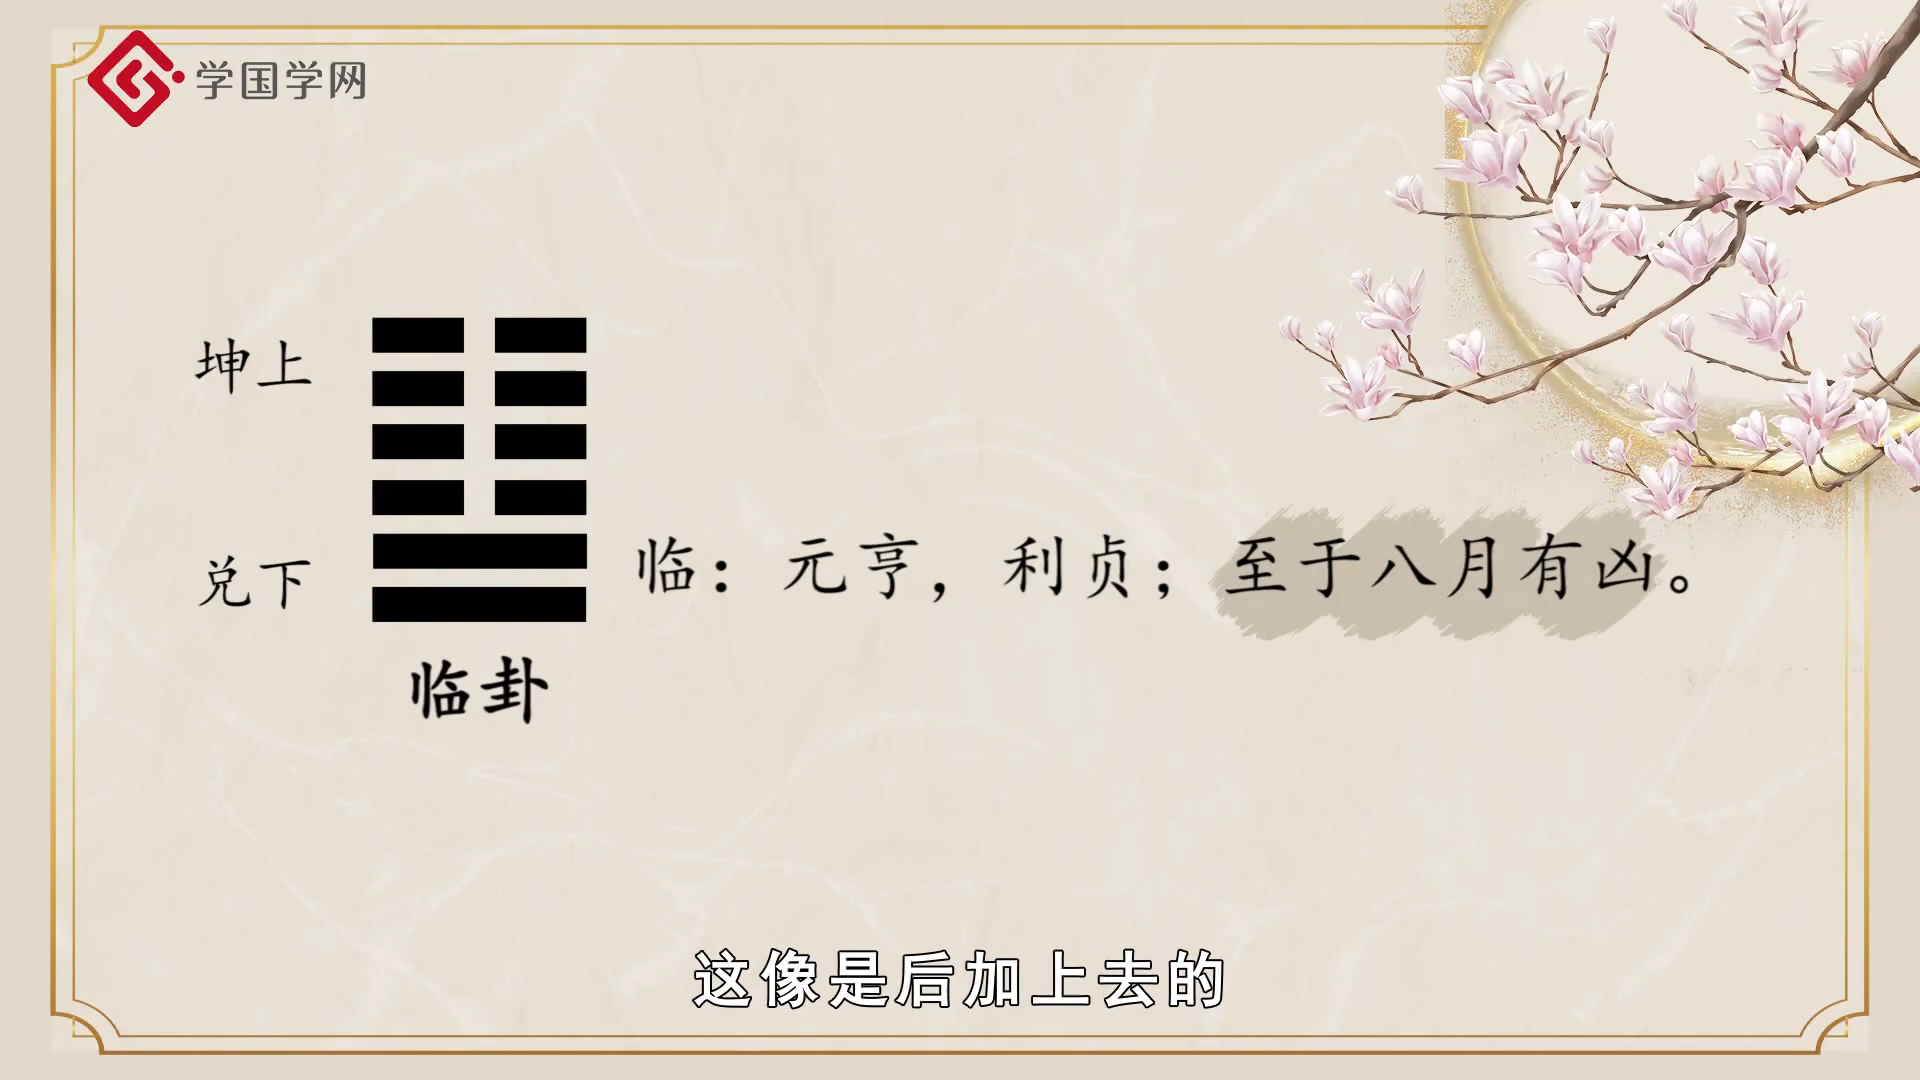 学国学网
坤上
兑下
临：元亨，利贞；至于八月有凶。
临卦
这像是后加上去的